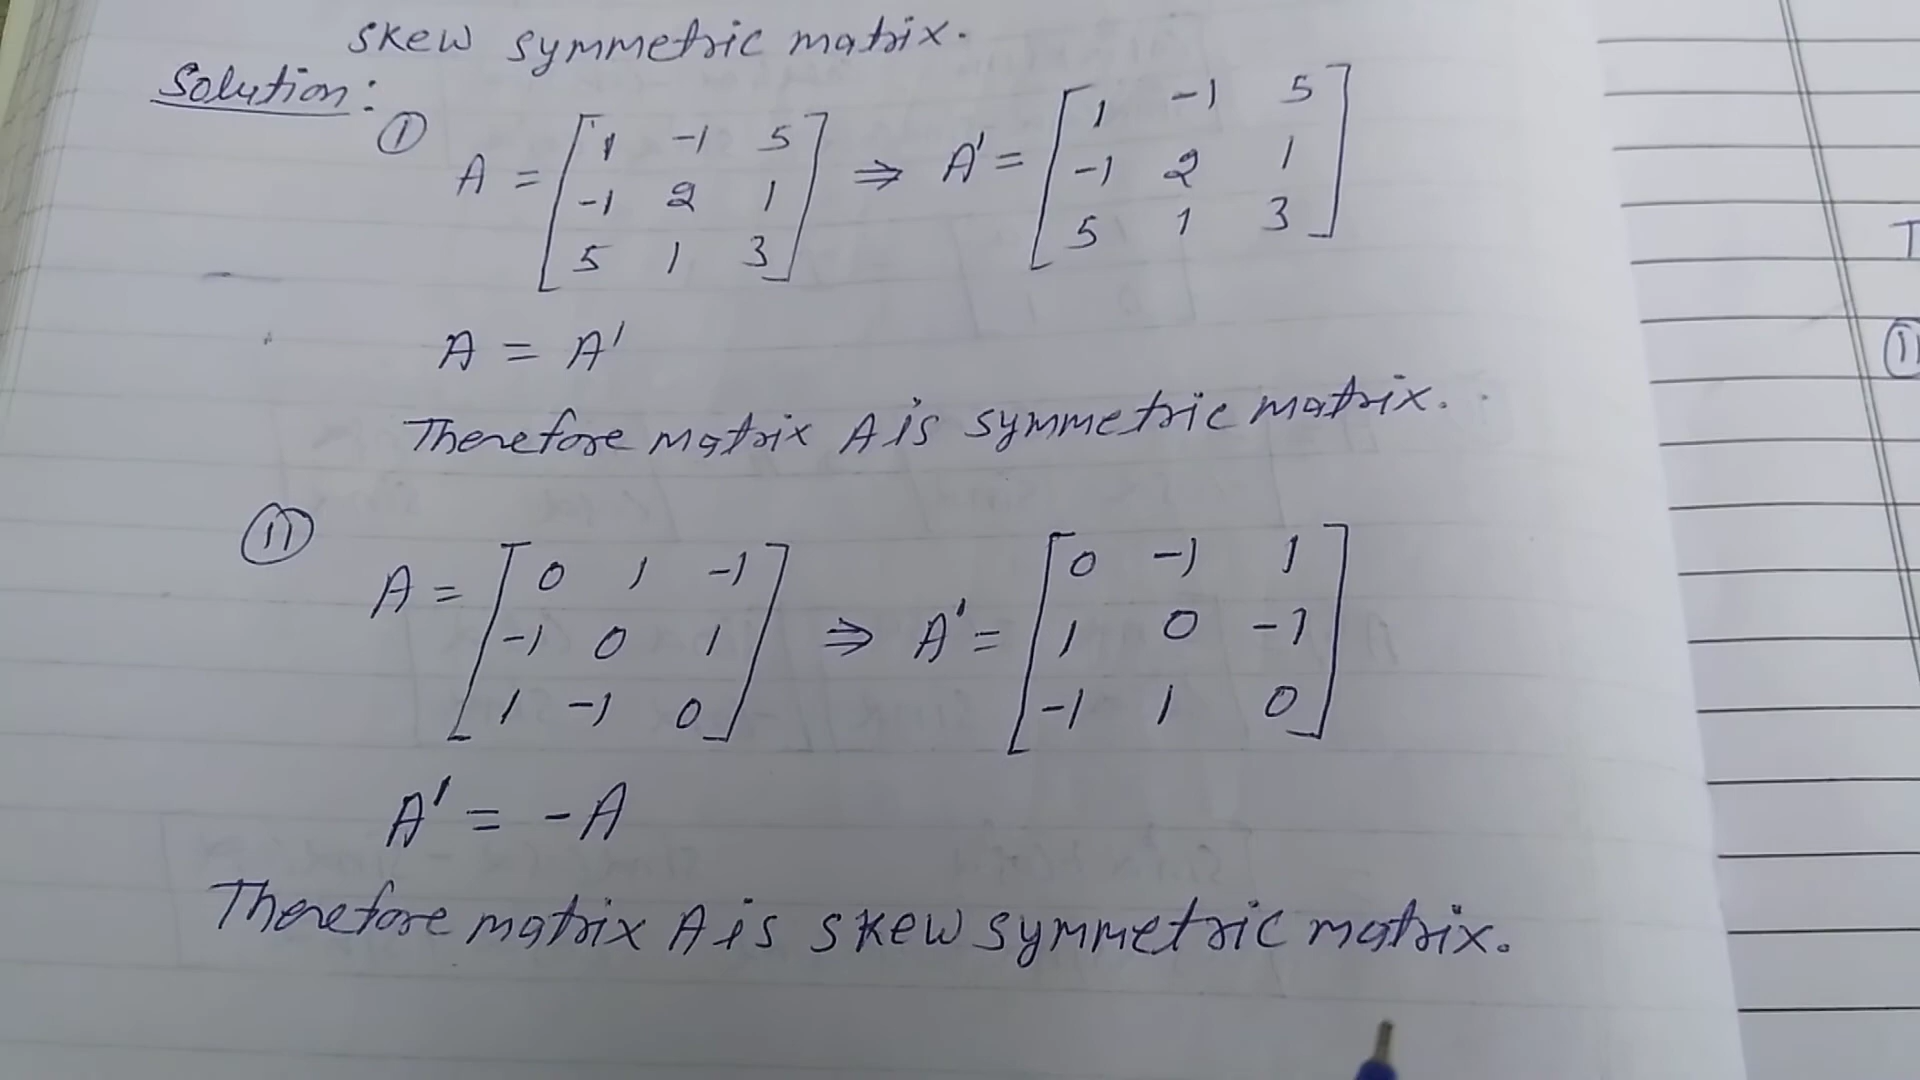 skew symmetric matrix.
Solution:
① A = [1 -1 5 ⇒ A' = [1 -1 5
-1 2 1 -1 2 1
5 1 3] 5 1 3]
A = A'
Therefore matrix A is symmetric matrix.
⑪ A = [0 1 -1 ⇒ A' = [0 -1 1
-1 0 1 1 0 -1
1 -1 0] -1 1 0]
A' = -A
Therefore matrix A is skew symmetric matrix.
T